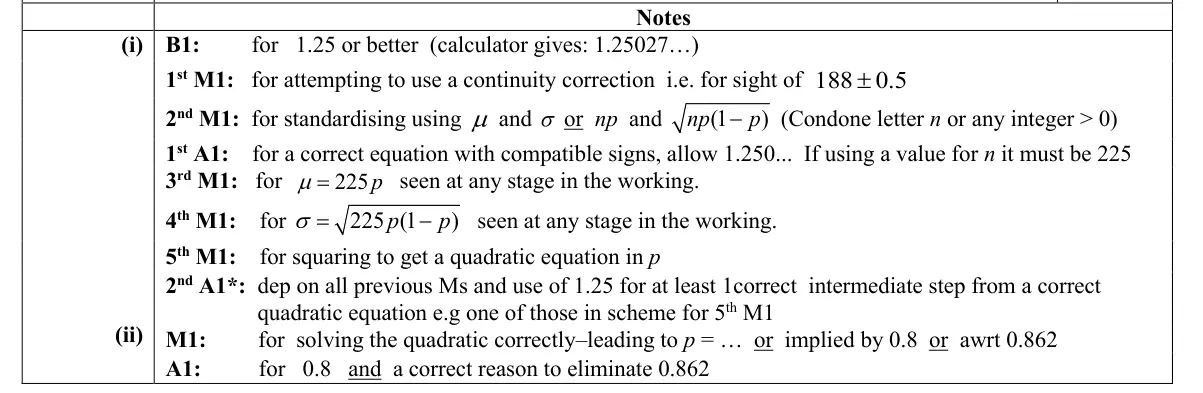 Notes
(i) B1: for 1.25 or better (calculator gives: 1.25027…)
1st M1: for attempting to use a continuity correction i.e. for sight of 188 ± 0.5
2nd M1: for standardising using μ and σ or np and √(np(1 − p)) (Condone letter n or any integer > 0)
1st A1: for a correct equation with compatible signs, allow 1.250... If using a value for n it must be 225
3rd M1: for μ = 225p seen at any stage in the working.
4th M1: for σ = √(225p(1 − p)) seen at any stage in the working.
5th M1: for squaring to get a quadratic equation in p
2nd A1*: dep on all previous Ms and use of 1.25 for at least 1correct intermediate step from a correct
quadratic equation e.g one of those in scheme for 5th M1
(ii) M1: for solving the quadratic correctly–leading to p = … or implied by 0.8 or awrt 0.862
A1: for 0.8 and a correct reason to eliminate 0.862